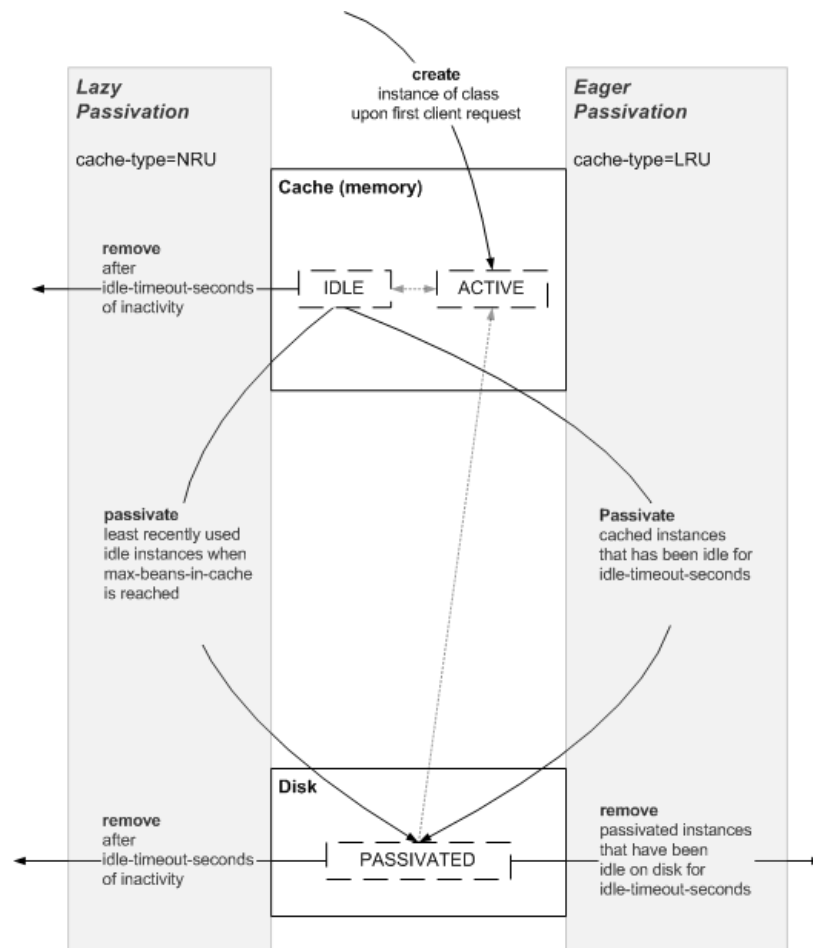 create
instance of class
upon first client request
Lazy
Passivation
cache-type=NRU
Eager
Passivation
cache-type=LRU
Cache (memory)
remove
after
idle-timeout-seconds
of inactivity
IDLE
ACTIVE
passivate
least recently used
idle instances when
max-beans-in-cache
is reached
Passivate
cached instances
that has been idle for
idle-timeout-seconds
Disk
remove
after
idle-timeout-seconds
of inactivity
PASSIVATED
remove
passivated instances
that have been
idle on disk for
idle-timeout-seconds